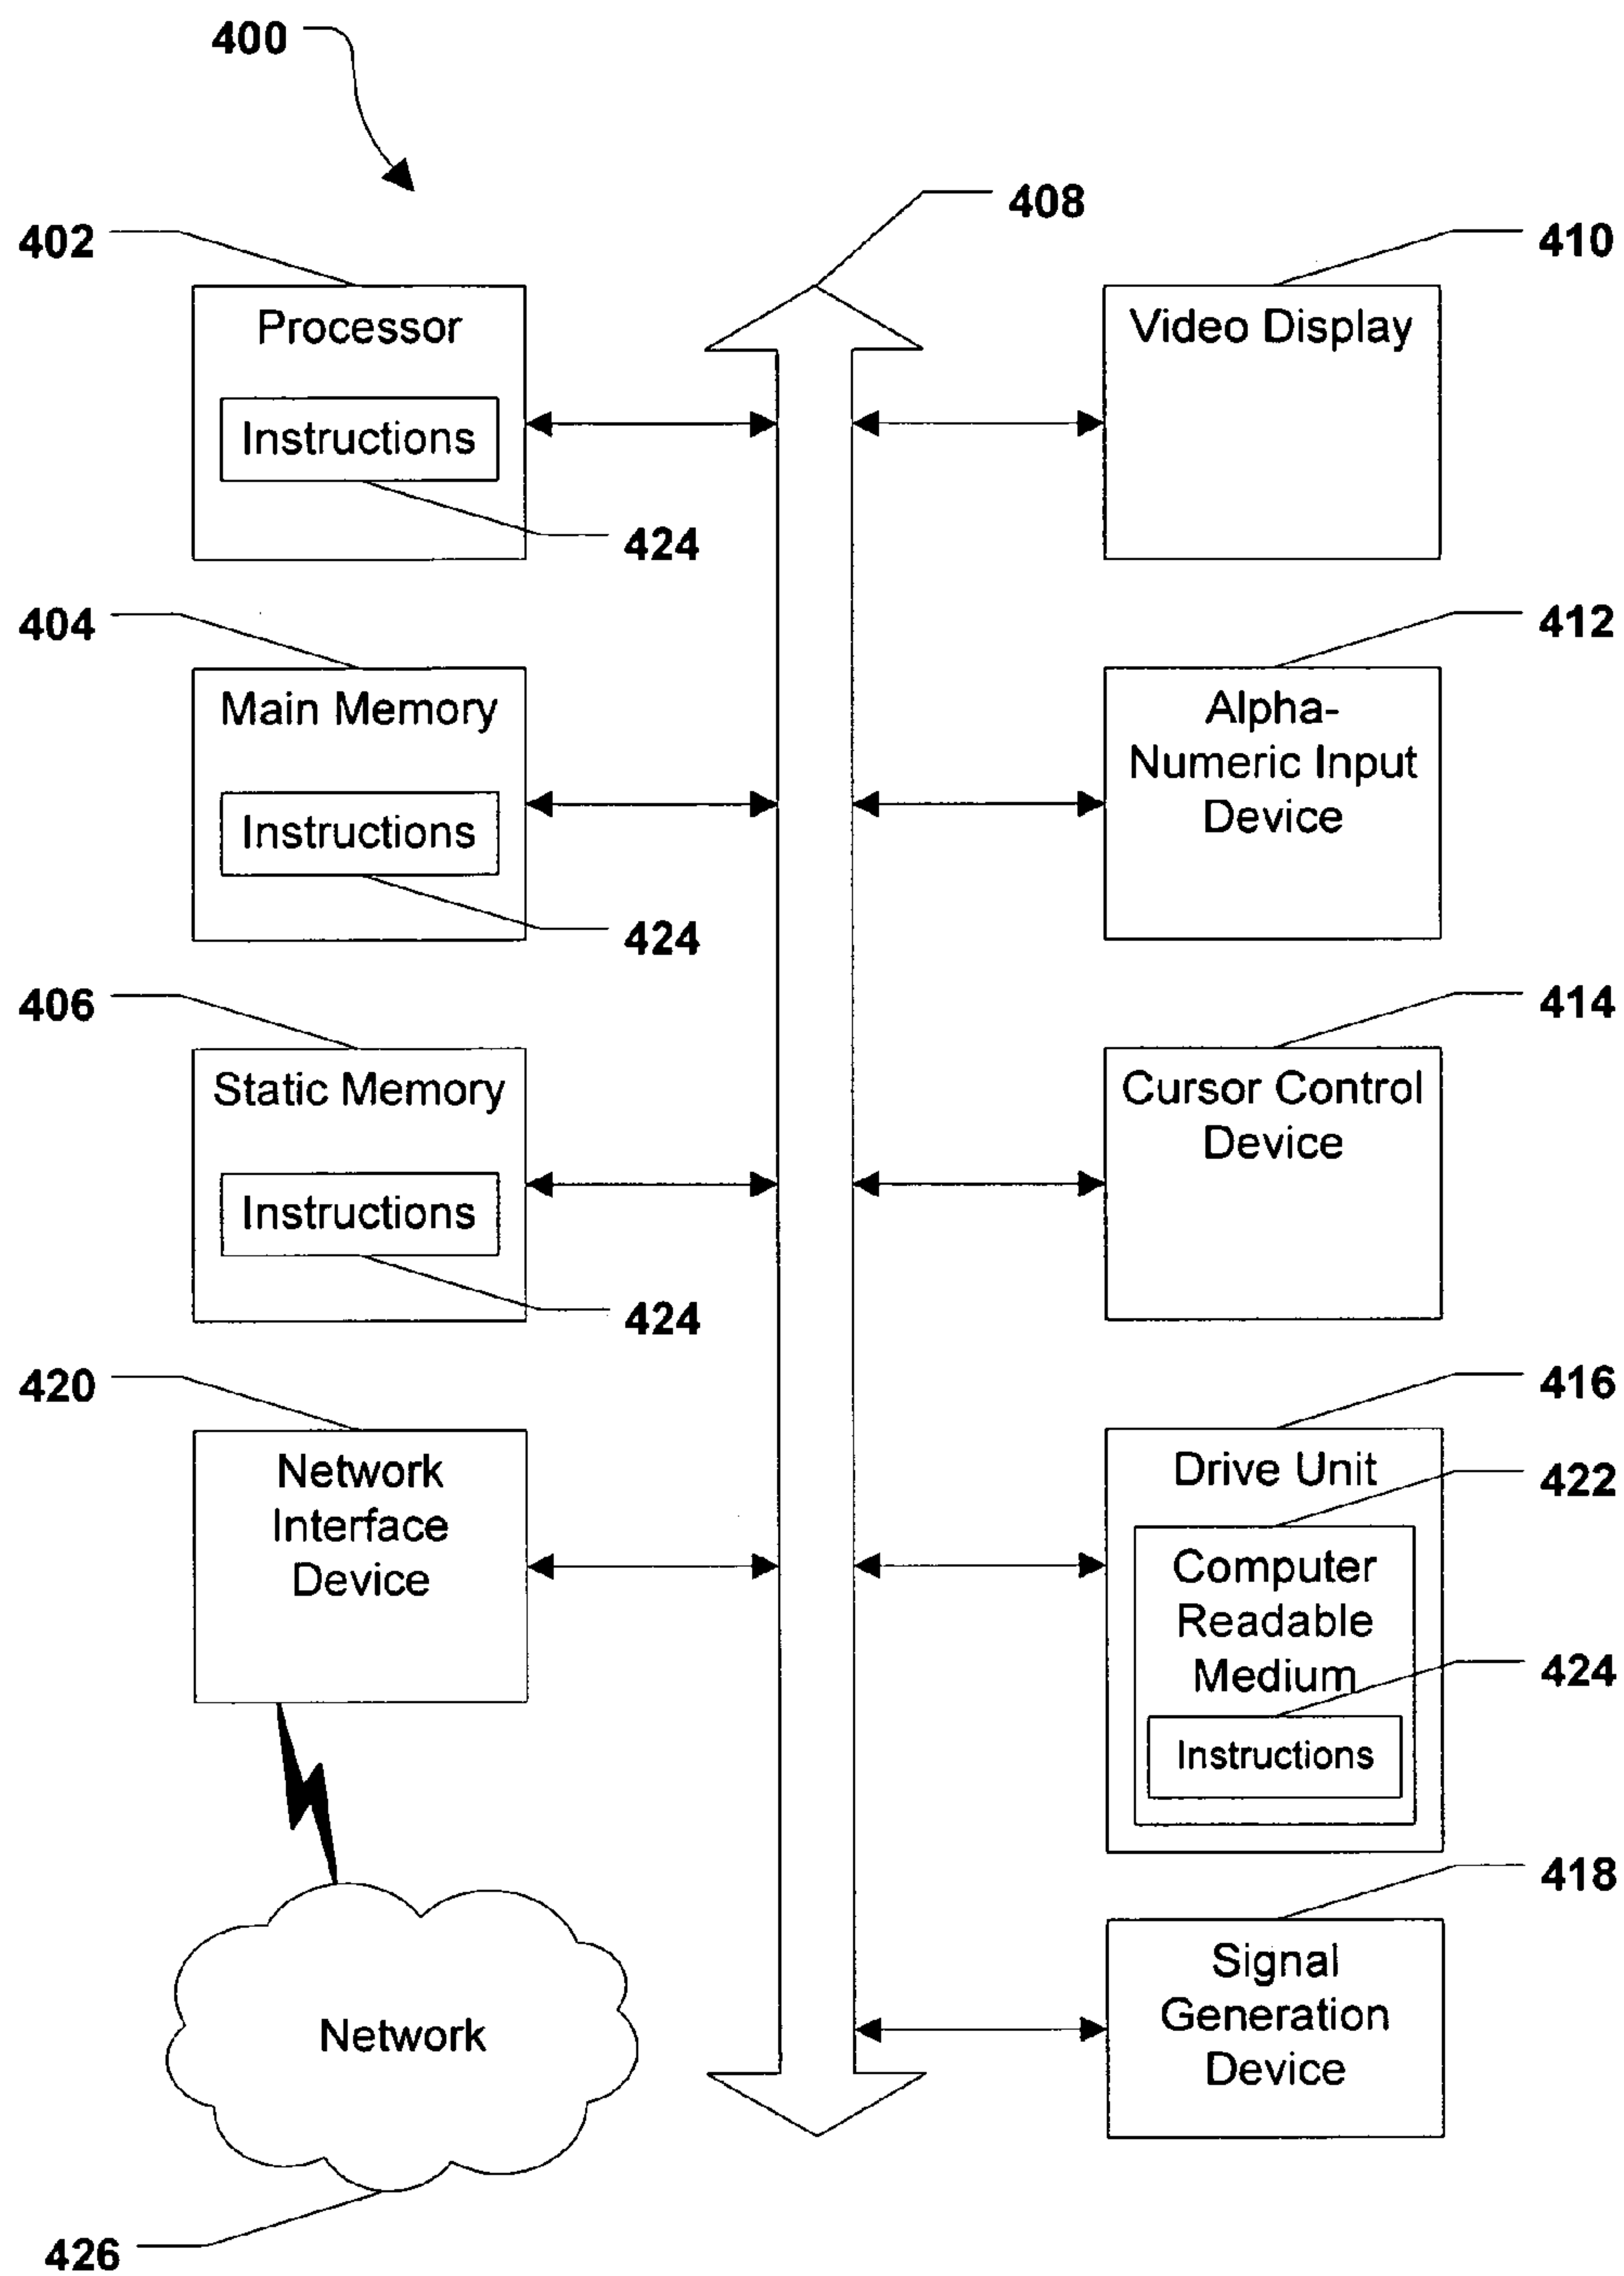 400
408
402
Processor
Instructions
424
410
Video Display
404
Main Memory
Instructions
424
412
Alpha-
Numeric Input
Device
406
Static Memory
Instructions
424
414
Cursor Control
Device
420
Network
Interface
Device
416
Drive Unit
422
Computer
Readable
Medium
424
Instructions
418
Signal
Generation
Device
Network
426